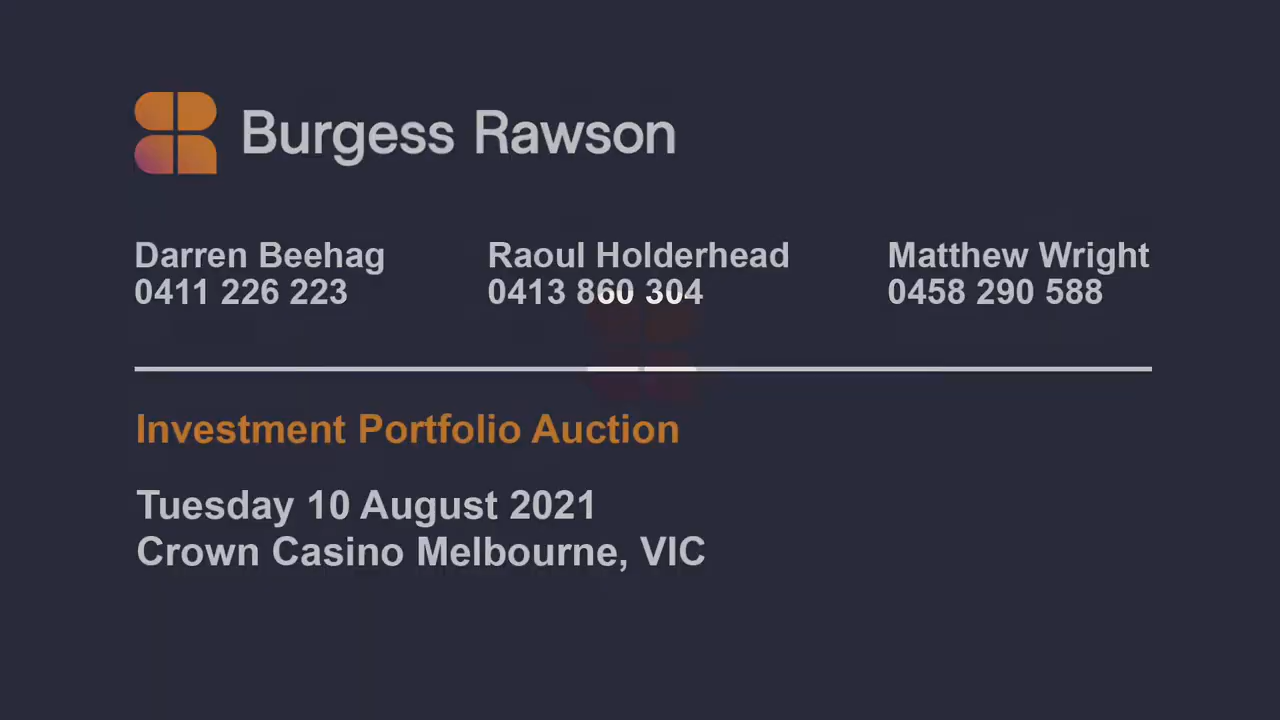 Burgess Rawson
Darren Beehag
0411 226 223
Raoul Holderhead
0413 860 304
Matthew Wright
0458 290 588
Investment Portfolio Auction
Tuesday 10 August 2021
Crown Casino Melbourne, VIC